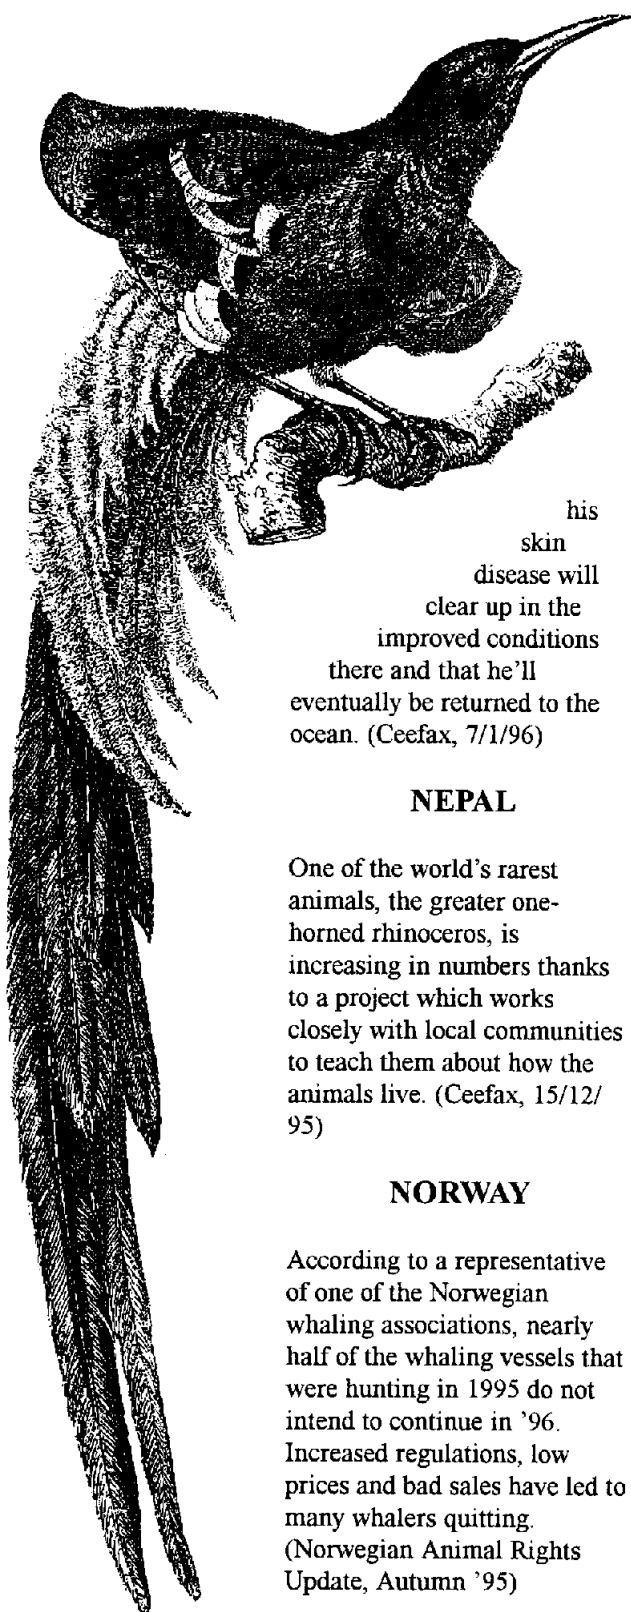 his
skin
disease will
clear up in the
improved conditions
there and that he'll
eventually be returned to the
ocean. (Ceefax, 7/1/96)
NEPAL
One of the world's rarest
animals, the greater one-
horned rhinoceros, is
increasing in numbers thanks
to a project which works
closely with local communities
to teach them about how the
animals live. (Ceefax, 15/12/
95)
NORWAY
According to a representative
of one of the Norwegian
whaling associations, nearly
half of the whaling vessels that
were hunting in 1995 do not
intend to continue in '96.
Increased regulations, low
prices and bad sales have led to
many whalers quitting.
(Norwegian Animal Rights
Update, Autumn '95)